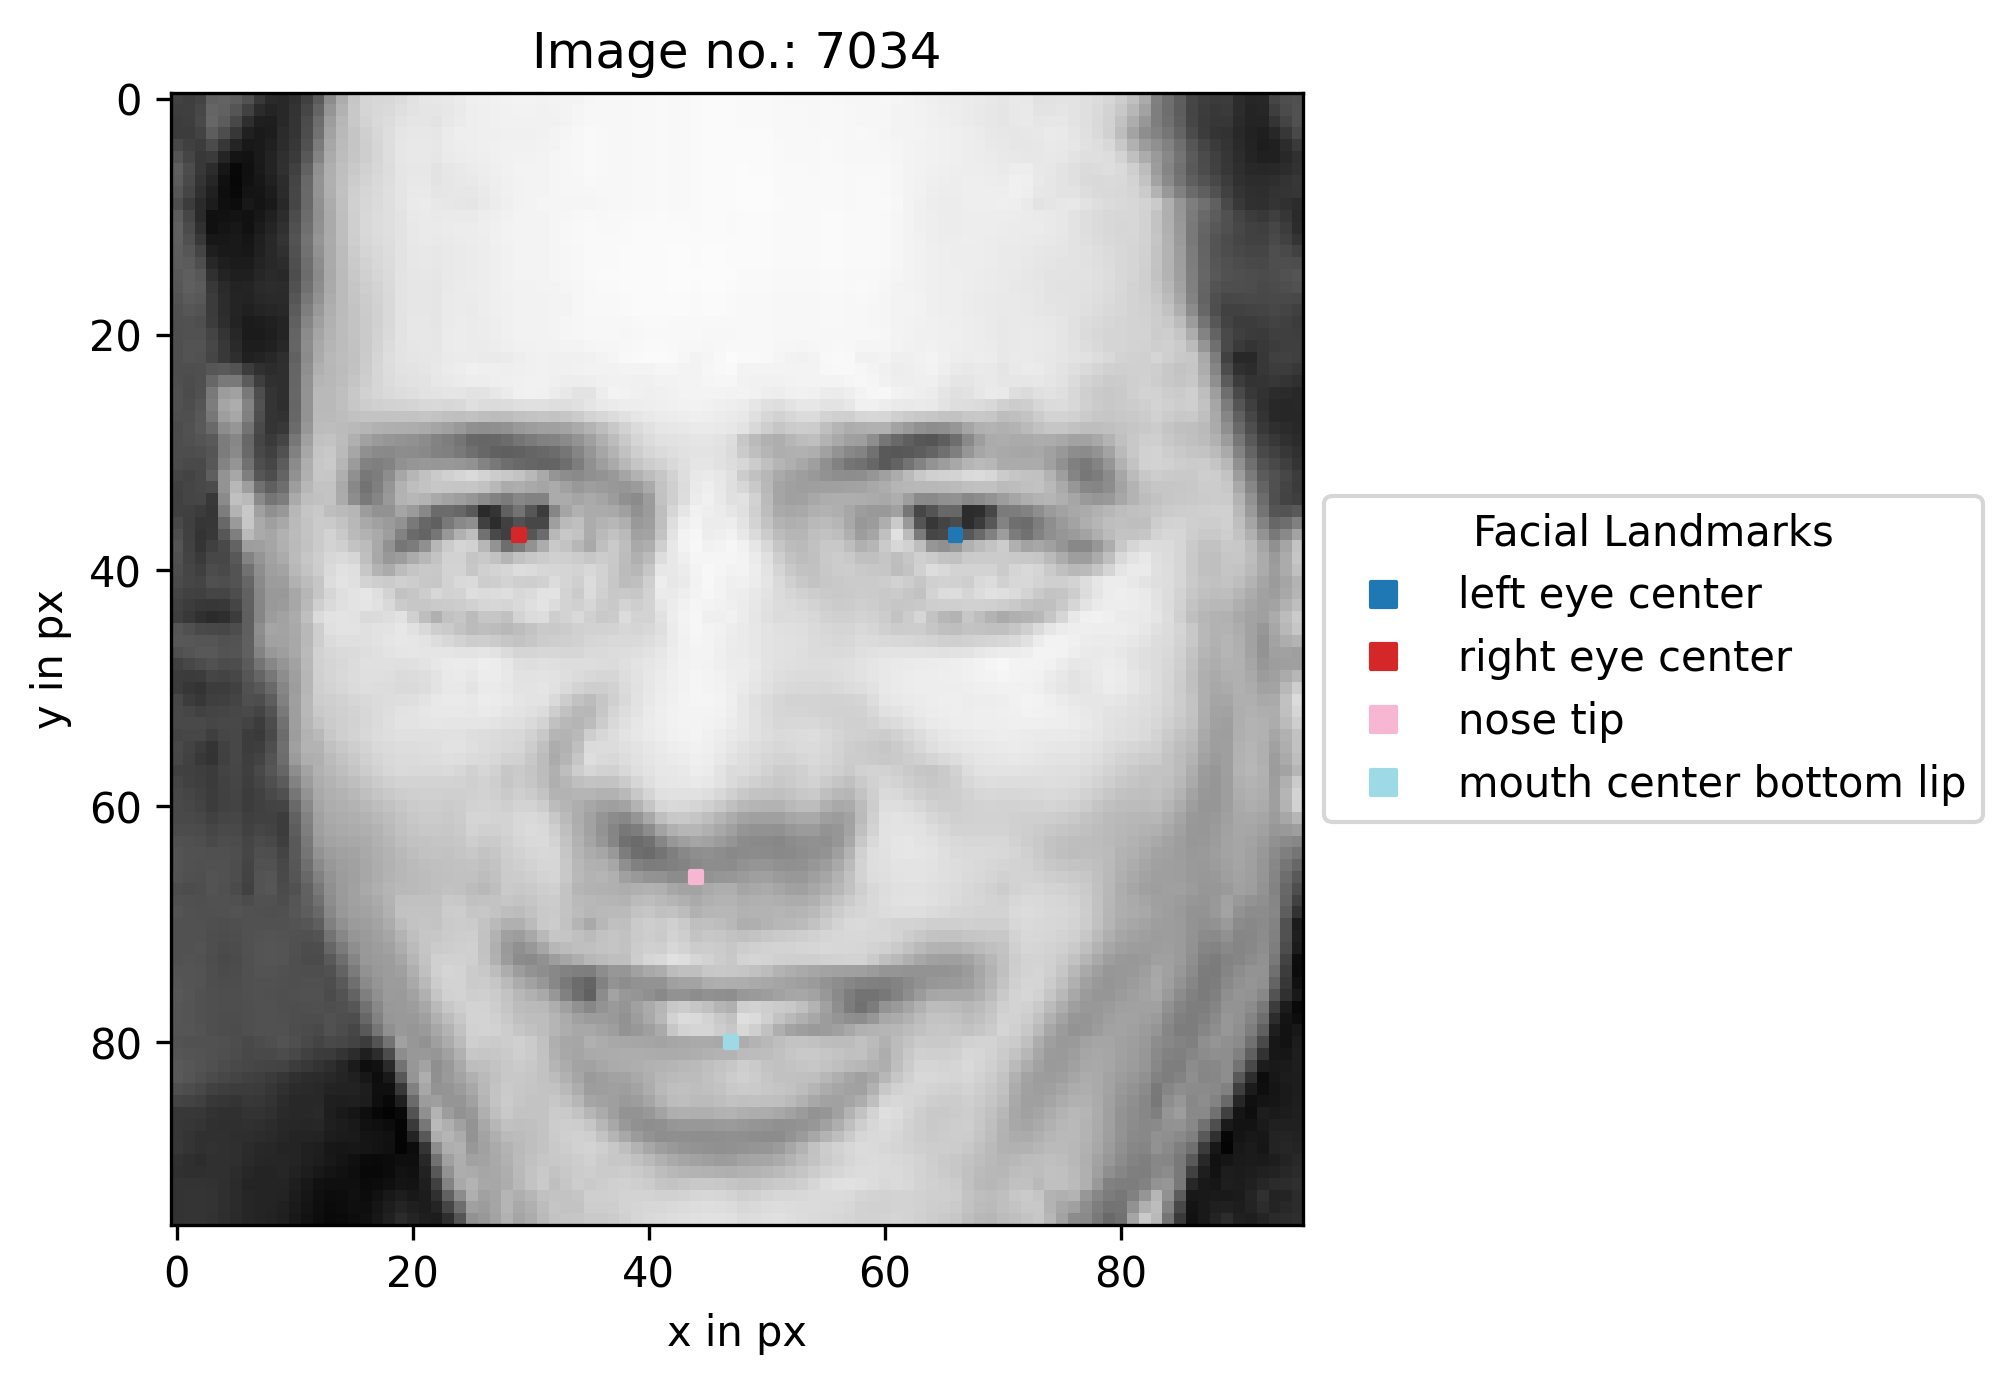 Image no.: 7034
0
20
40
60
80
y in px
0 20 40 60 80
x in px
Facial Landmarks
left eye center
right eye center
nose tip
mouth center bottom lip